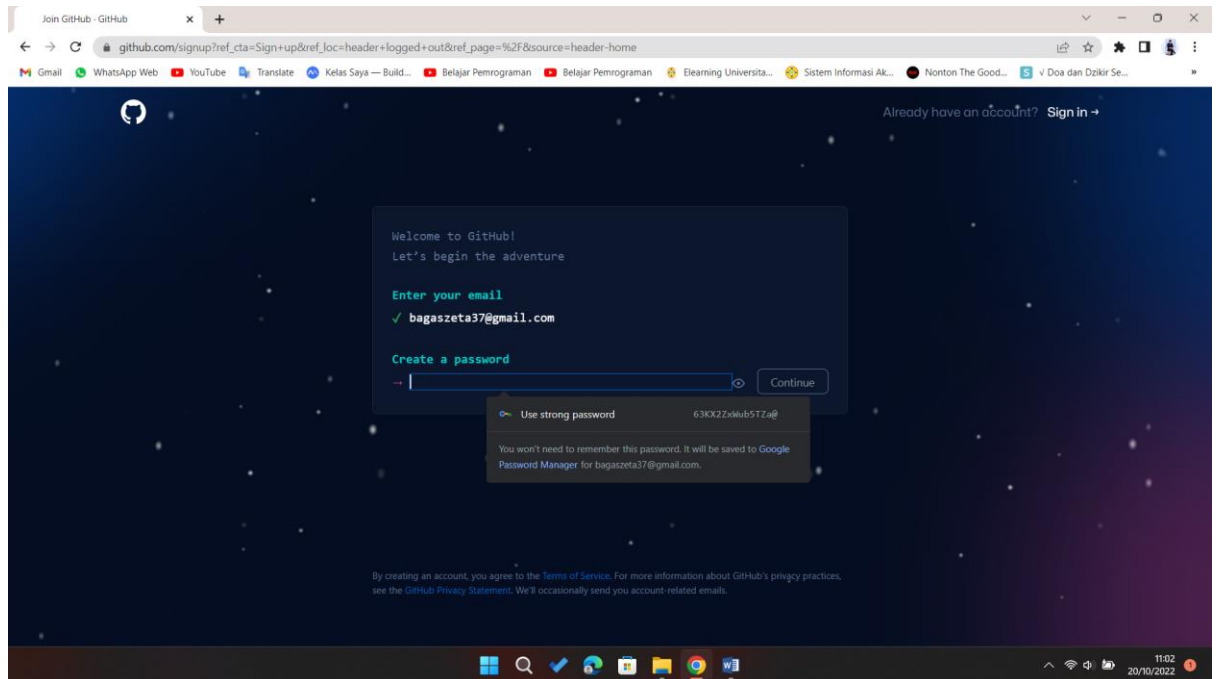 Join GitHub · GitHub
github.com/signup?ref_cta=Sign+up&ref_loc=header+logged+out&ref_page=%2F&source=header-home
Gmail WhatsApp Web YouTube Translate Kelas Saya — Build... Belajar Pemrograman Belajar Pemrograman Elearning Universita... Sistem Informasi Ak... Nonton The Good... √ Doa dan Dzikir Se... »
Already have an account? Sign in →
Welcome to GitHub!
Let's begin the adventure
Enter your email
✓ bagaszeta37@gmail.com
Create a password
→ Continue
Use strong password 63KX2ZxWub5TZa@
You won't need to remember this password. It will be saved to Google
Password Manager for bagaszeta37@gmail.com.
By creating an account, you agree to the Terms of Service. For more information about GitHub's privacy practices,
see the GitHub Privacy Statement. We'll occasionally send you account-related emails.
11:02
20/10/2022 1